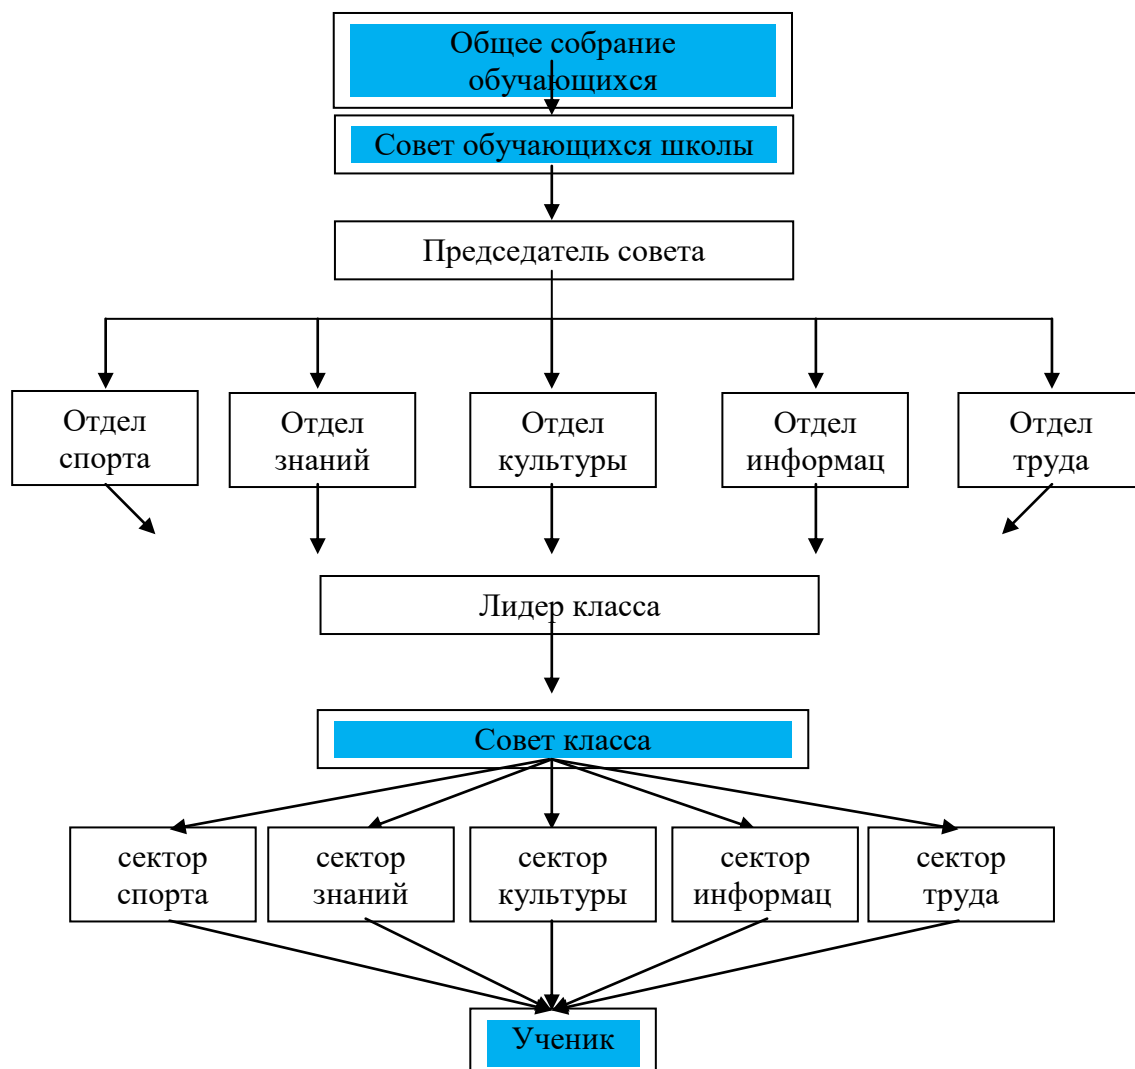 Общее собрание
обучающихся
Совет обучающихся школы
Председатель совета
Отдел
спорта
Отдел
знаний
Отдел
культуры
Отдел
информац
Отдел
труда
Лидер класса
Совет класса
сектор
спорта
сектор
знаний
сектор
культуры
сектор
информац
сектор
труда
Ученик